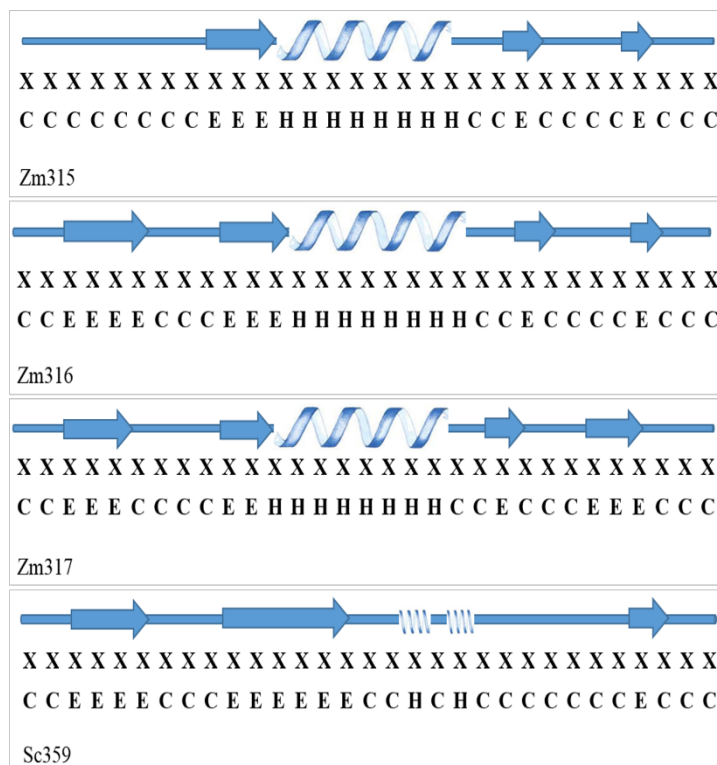 X X X X X X X X X X X X X X X X X X X X X X X X X X X X X X
C C C C C C C C E E E H H H H H H H H C C E C C C C E C C C
Zm315
X X X X X X X X X X X X X X X X X X X X X X X X X X X X X X X
C C E E E E C C C E E E H H H H H H H H C C E C C C C E C C C
Zm316
X X X X X X X X X X X X X X X X X X X X X X X X X X X X X X X
C C E E E C C C C E E H H H H H H H H C C E C C C E E E C C C
Zm317
X X X X X X X X X X X X X X X X X X X X X X X X X X X X X X X
C C E E E E C C C E E E E E E C C H C H C C C C C C C E C C C
Sc359